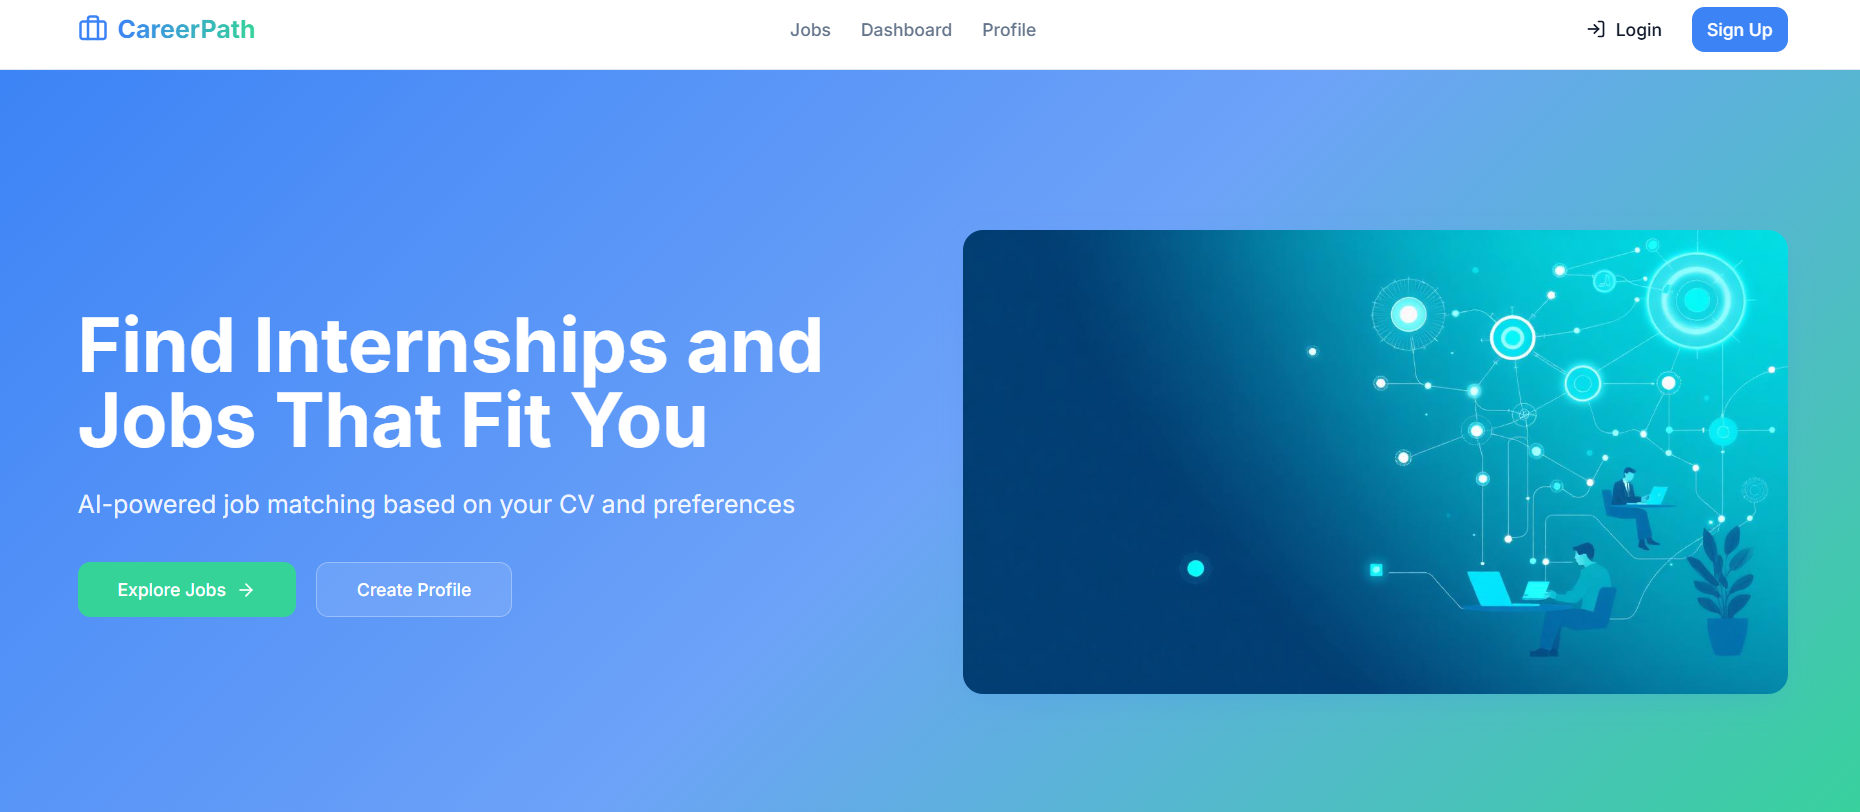 CareerPath
Jobs
Dashboard
Profile
Login
Sign Up
Find Internships and
Jobs That Fit You
AI-powered job matching based on your CV and preferences
Explore Jobs
Create Profile